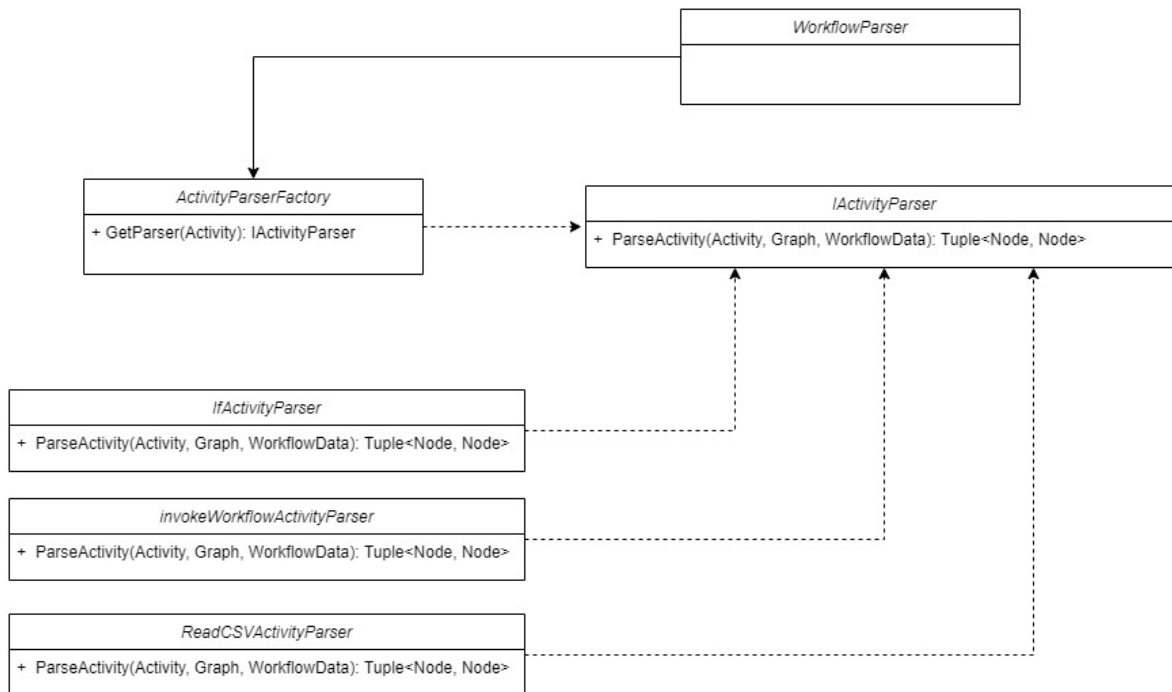 WorkflowParser
ActivityParserFactory
+ GetParser(Activity): IActivityParser
IActivityParser
+ ParseActivity(Activity, Graph, WorkflowData): Tuple<Node, Node>
IfActivityParser
+ ParseActivity(Activity, Graph, WorkflowData): Tuple<Node, Node>
invokeWorkflowActivityParser
+ ParseActivity(Activity, Graph, WorkflowData): Tuple<Node, Node>
ReadCSVActivityParser
+ ParseActivity(Activity, Graph, WorkflowData): Tuple<Node, Node>